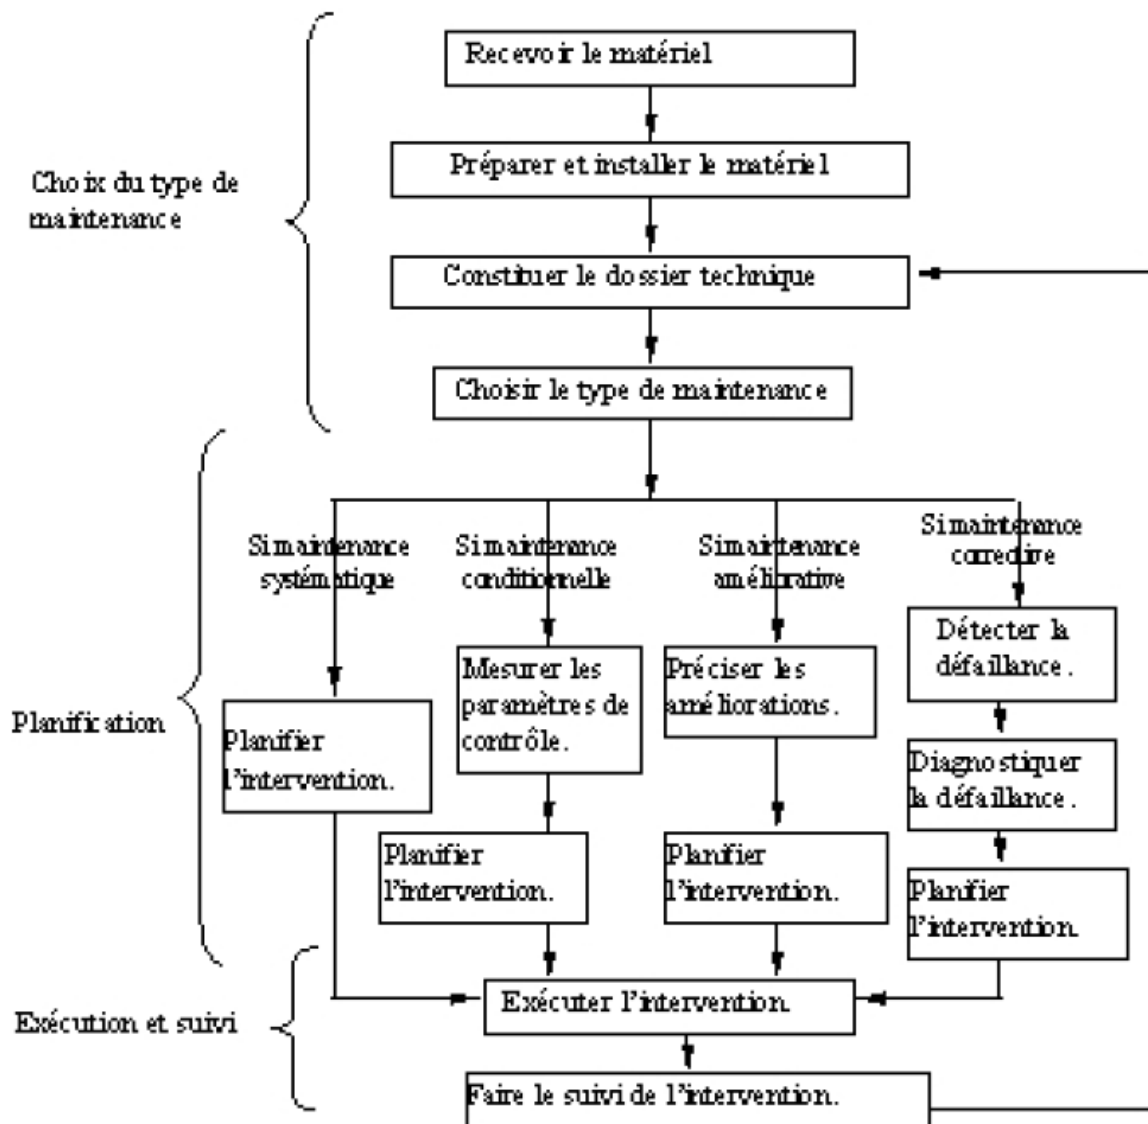 Recevoir le matériel
Préparer et installer le matériel
Choix du type de
maintenance
Constituer le dossier technique
Choisir le type de maintenance
Si maintenance
systématique
Si maintenance
conditionnelle
Si maintenance
améliorative
Si maintenance
corrective
Planification
Planifier
l'intervention.
Mesurer les
paramètres de
contrôle.
Planifier
l'intervention.
Préciser les
améliorations.
Planifier
l'intervention.
Détecter la
défaillance.
Diagnostiquer
la défaillance.
Planifier
l'intervention.
Exécution et suivi
Exécuter l'intervention.
Faire le suivi de l'intervention.